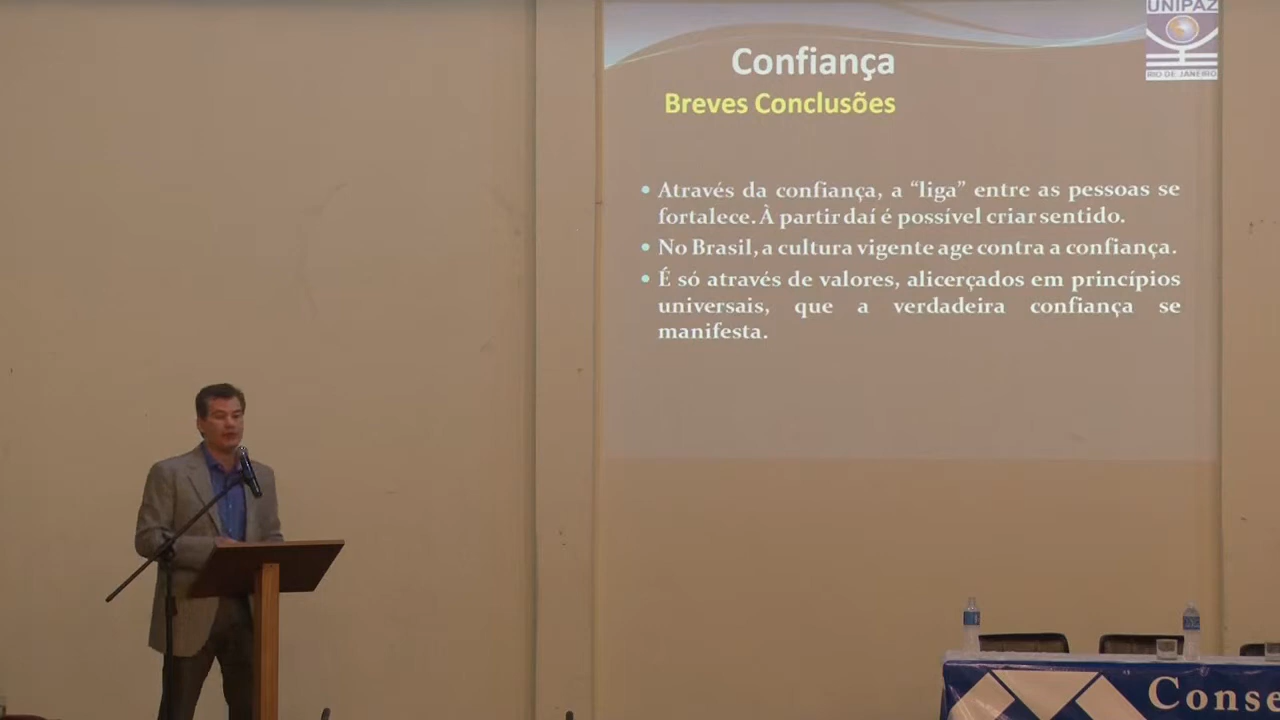 UNIPAZ
RIO DE JANEIRO
Confiança
Breves Conclusões
• Através da confiança, a “liga” entre as pessoas se
fortalece. À partir daí é possível criar sentido.
• No Brasil, a cultura vigente age contra a confiança.
• É só através de valores, alicerçados em princípios
universais, que a verdadeira confiança se
manifesta.
Conse